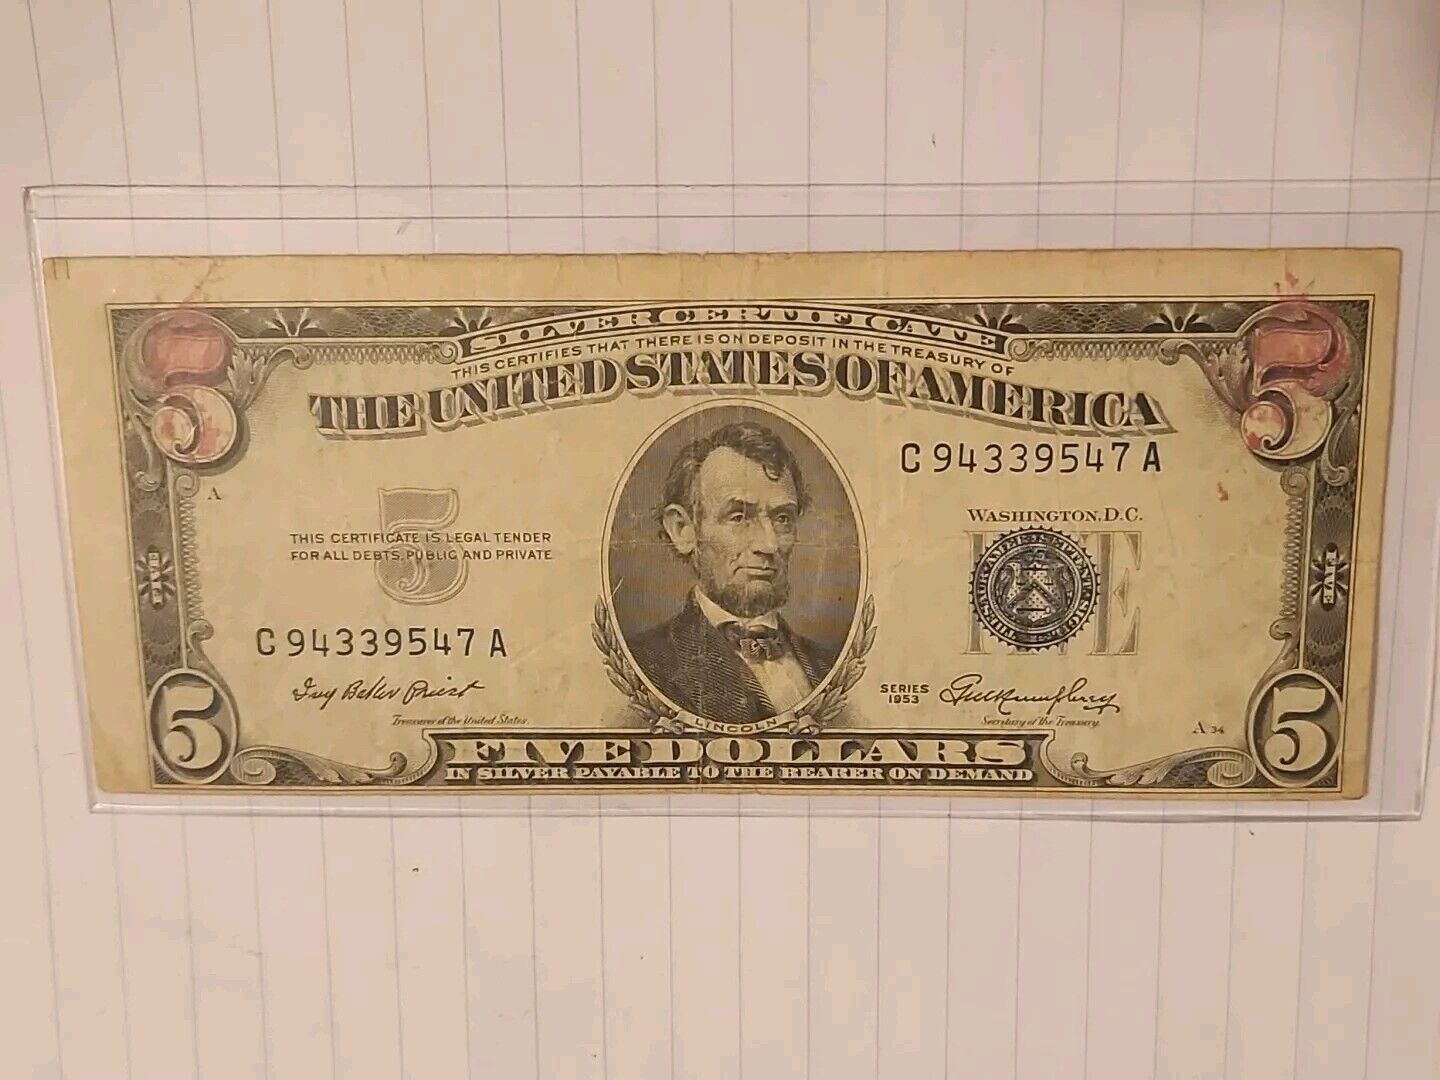 SILVER CERTIFICATE
THIS CERTIFIES THAT THERE IS ON DEPOSIT IN THE TREASURY OF
THE UNITED STATES OF AMERICA
5
5
C 94339547 A
A
5
WASHINGTON, D.C.
THIS CERTIFICATE IS LEGAL TENDER
FOR ALL DEBTS, PUBLIC AND PRIVATE
FIVE
FIVE
FIVE
C 94339547 A
Ivy Baker Priest
Treasurer of the United States.
SERIES
1953
G M Humphrey
Secretary of the Treasury.
LINCOLN
A 34
5
5
FIVE DOLLARS
IN SILVER PAYABLE TO THE BEARER ON DEMAND